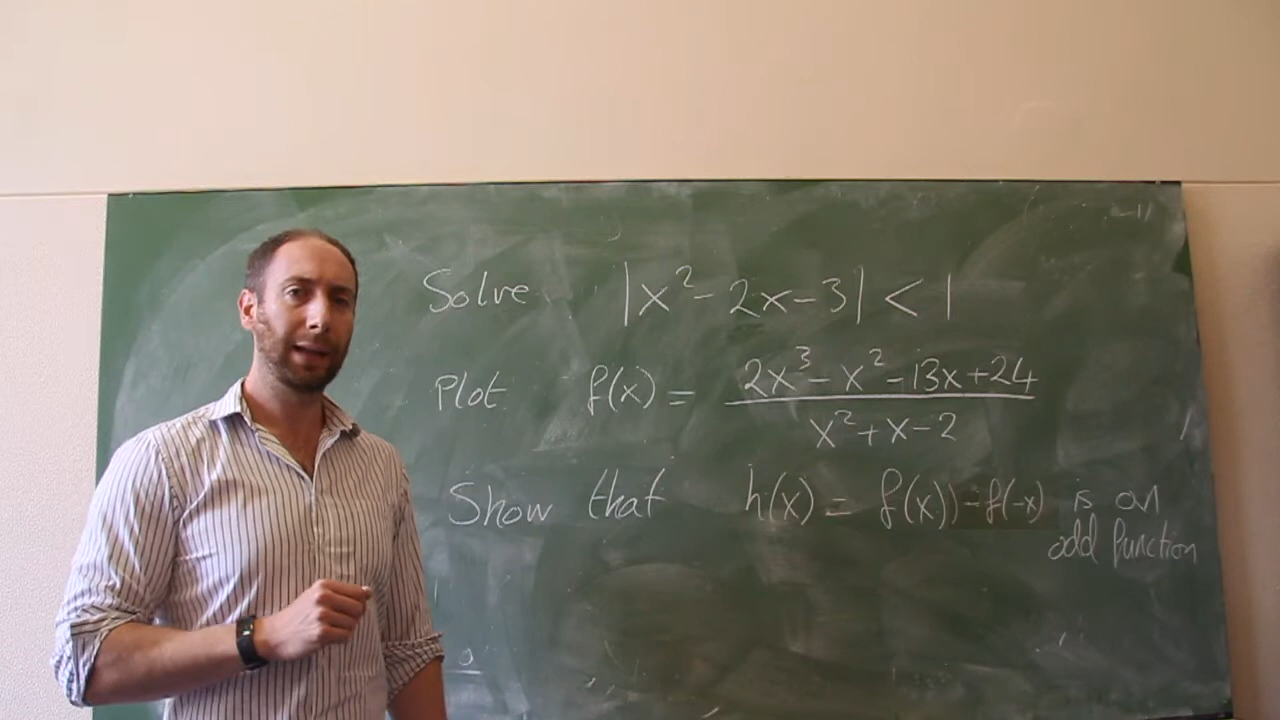 Solve |x²-2x-3| < 1
Plot f(x) = 2x³-x²-13x+24 / x²+x-2
Show that h(x) = f(x))-f(-x) is an
odd function